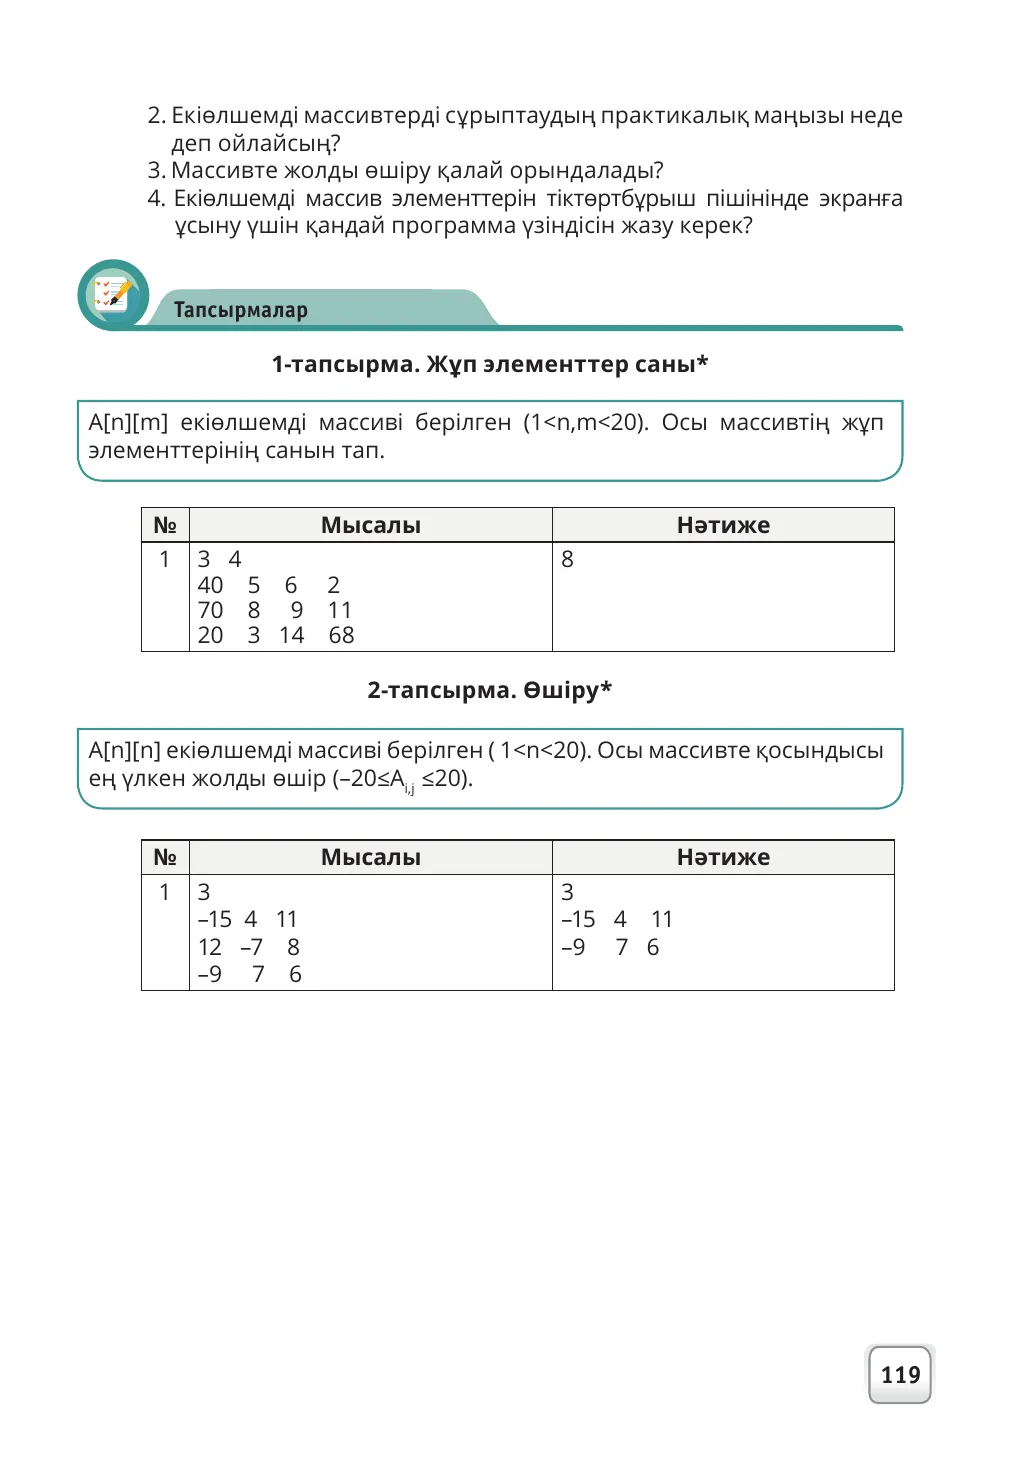 2. Екіөлшемді массивтерді сұрыптаудың практикалық маңызы неде
деп ойлайсың?
3. Массивте жолды өшіру қалай орындалады?
4. Екіөлшемді массив элементтерін тіктөртбұрыш пішінінде экранға
ұсыну үшін қандай программа үзіндісін жазу керек?
Тапсырмалар
1-тапсырма. Жұп элементтер саны*
A[n][m] екіөлшемді массиві берілген (1<n,m<20). Осы массивтің жұп
элементтерінің санын тап.
№ Мысалы Нәтиже
1 3 4 8
40 5 6 2
70 8 9 11
20 3 14 68
2-тапсырма. Өшіру*
A[n][n] екіөлшемді массиві берілген ( 1<n<20). Осы массивте қосындысы
ең үлкен жолды өшір (–20≤Ai,j ≤20).
№ Мысалы Нәтиже
1 3 3
–15 4 11 –15 4 11
12 –7 8 –9 7 6
–9 7 6
119